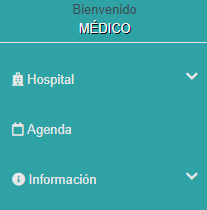 Bienvenido
MÉDICO
Hospital
Agenda
Información